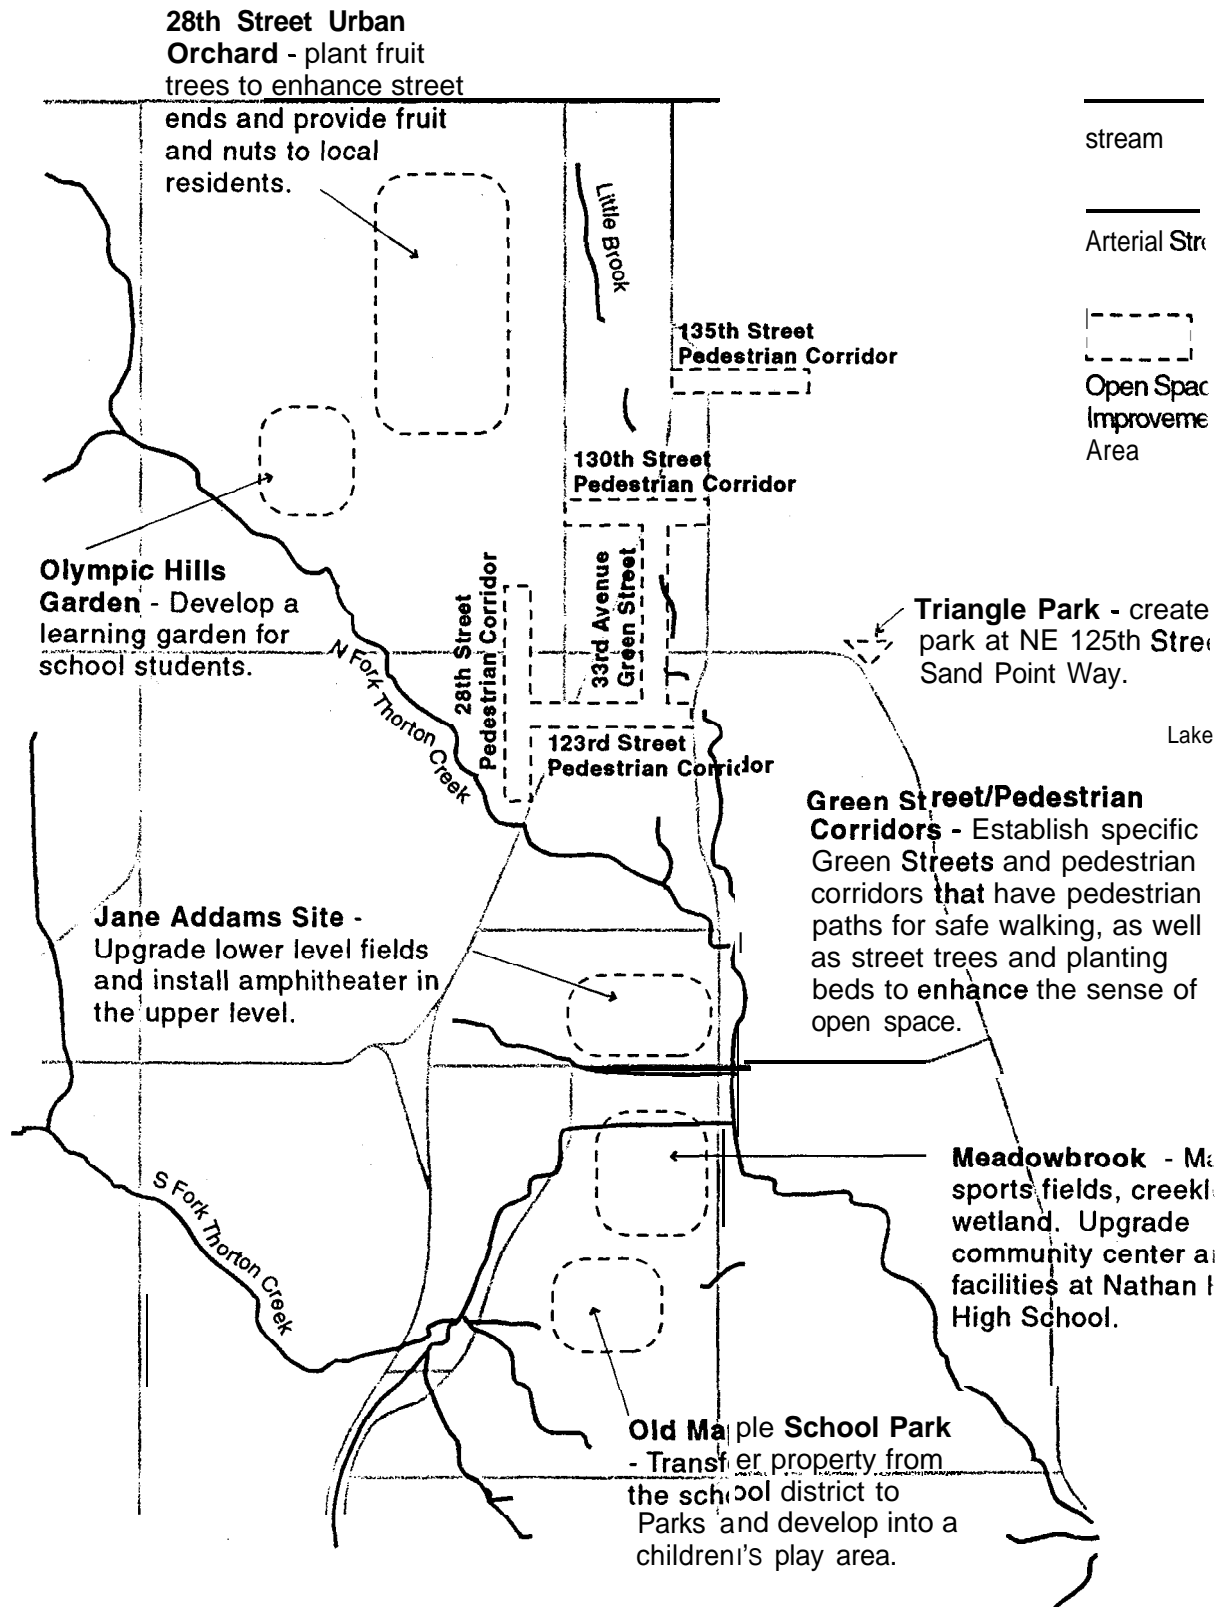 28th Street Urban
Orchard - plant fruit
trees to enhance street
ends and provide fruit
and nuts to local
residents.
stream
Arterial Stre
Open Spac
Improveme
Area
Little Brook
135th Street
Pedestrian Corridor
130th Street
Pedestrian Corridor
Olympic Hills
Garden - Develop a
learning garden for
school students.
28th Street
Pedestrian Corridor
33rd Avenue
Green Street
N Fork Thorton Creek
123rd Street
Pedestrian Corridor
Triangle Park - create
park at NE 125th Stree
Sand Point Way.
Lake
Green Street/Pedestrian
Corridors - Establish specific
Green Streets and pedestrian
corridors that have pedestrian
paths for safe walking, as well
as street trees and planting
beds to enhance the sense of
open space.
Jane Addams Site -
Upgrade lower level fields
and install amphitheater in
the upper level.
S Fork Thorton Creek
Meadowbrook - Ma
sports fields, creekl
wetland. Upgrade
community center a
facilities at Nathan H
High School.
Old Maple School Park
- Transfer property from
the school district to
Parks and develop into a
children's play area.